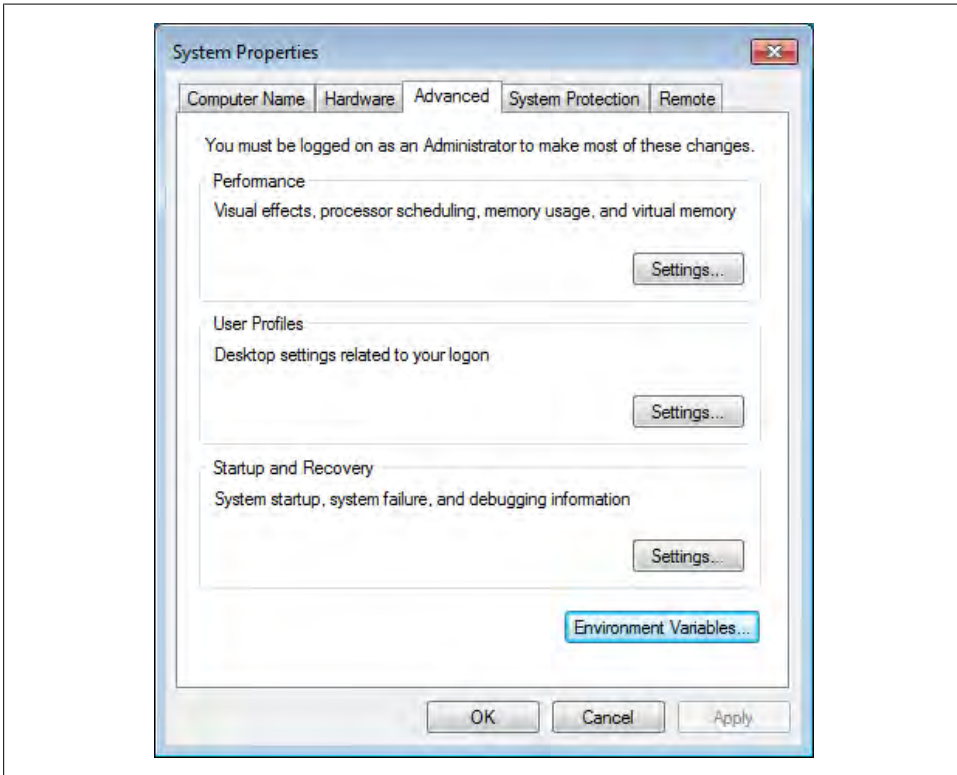 System Properties
Computer Name Hardware Advanced System Protection Remote
You must be logged on as an Administrator to make most of these changes.
Performance
Visual effects, processor scheduling, memory usage, and virtual memory
Settings...
User Profiles
Desktop settings related to your logon
Settings...
Startup and Recovery
System startup, system failure, and debugging information
Settings...
Environment Variables...
OK Cancel Apply